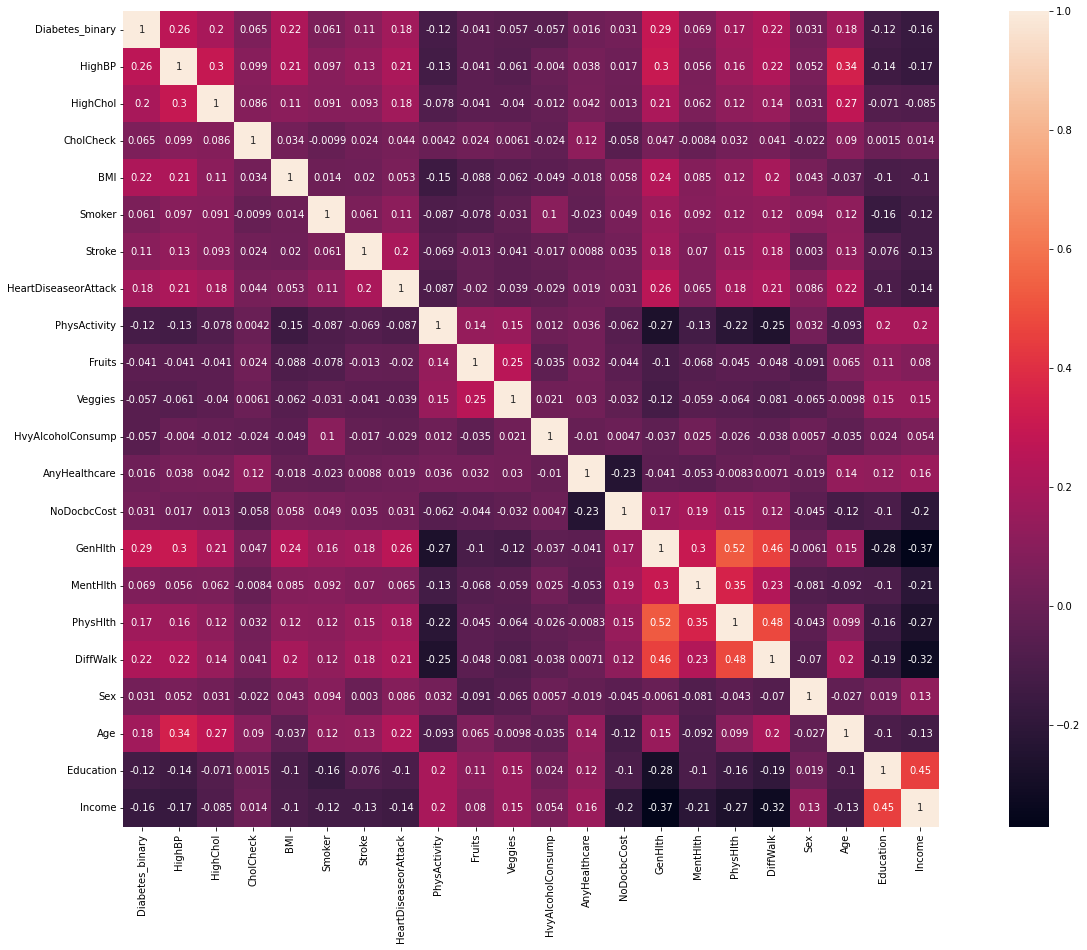 Diabetes_binary 1 0.26 0.2 0.065 0.22 0.061 0.11 0.18 -0.12 -0.041 -0.057 -0.057 0.016 0.031 0.29 0.069 0.17 0.22 0.031 0.18 -0.12 -0.16
HighBP 0.26 1 0.3 0.099 0.21 0.097 0.13 0.21 -0.13 -0.041 -0.061 -0.004 0.038 0.017 0.3 0.056 0.16 0.22 0.052 0.34 -0.14 -0.17
HighChol 0.2 0.3 1 0.086 0.11 0.091 0.093 0.18 -0.078 -0.041 -0.04 -0.012 0.042 0.013 0.21 0.062 0.12 0.14 0.031 0.27 -0.071 -0.085
CholCheck 0.065 0.099 0.086 1 0.034 -0.0099 0.024 0.044 0.0042 0.024 0.0061 -0.024 0.12 -0.058 0.047 -0.0084 0.032 0.041 -0.022 0.09 0.0015 0.014
BMI 0.22 0.21 0.11 0.034 1 0.014 0.02 0.053 -0.15 -0.088 -0.062 -0.049 -0.018 0.058 0.24 0.085 0.12 0.2 0.043 -0.037 -0.1 -0.1
Smoker 0.061 0.097 0.091 -0.0099 0.014 1 0.061 0.11 -0.087 -0.078 -0.031 0.1 -0.023 0.049 0.16 0.092 0.12 0.12 0.094 0.12 -0.16 -0.12
Stroke 0.11 0.13 0.093 0.024 0.02 0.061 1 0.2 -0.069 -0.013 -0.041 -0.017 0.0088 0.035 0.18 0.07 0.15 0.18 0.003 0.13 -0.076 -0.13
HeartDiseaseorAttack 0.18 0.21 0.18 0.044 0.053 0.11 0.2 1 -0.087 -0.02 -0.039 -0.029 0.019 0.031 0.26 0.065 0.18 0.21 0.086 0.22 -0.1 -0.14
PhysActivity -0.12 -0.13 -0.078 0.0042 -0.15 -0.087 -0.069 -0.087 1 0.14 0.15 0.012 0.036 -0.062 -0.27 -0.13 -0.22 -0.25 0.032 -0.093 0.2 0.2
Fruits -0.041 -0.041 -0.041 0.024 -0.088 -0.078 -0.013 -0.02 0.14 1 0.25 -0.035 0.032 -0.044 -0.1 -0.068 -0.045 -0.048 -0.091 0.065 0.11 0.08
Veggies -0.057 -0.061 -0.04 0.0061 -0.062 -0.031 -0.041 -0.039 0.15 0.25 1 0.021 0.03 -0.032 -0.12 -0.059 -0.064 -0.081 -0.065 -0.0098 0.15 0.15
HvyAlcoholConsump -0.057 -0.004 -0.012 -0.024 -0.049 0.1 -0.017 -0.029 0.012 -0.035 0.021 1 -0.01 0.0047 -0.037 0.025 -0.026 -0.038 0.0057 -0.035 0.024 0.054
AnyHealthcare 0.016 0.038 0.042 0.12 -0.018 -0.023 0.0088 0.019 0.036 0.032 0.03 -0.01 1 -0.23 -0.041 -0.053 -0.0083 0.0071 -0.019 0.14 0.12 0.16
NoDocbcCost 0.031 0.017 0.013 -0.058 0.058 0.049 0.035 0.031 -0.062 -0.044 -0.032 0.0047 -0.23 1 0.17 0.19 0.15 0.12 -0.045 -0.12 -0.1 -0.2
GenHlth 0.29 0.3 0.21 0.047 0.24 0.16 0.18 0.26 -0.27 -0.1 -0.12 -0.037 -0.041 0.17 1 0.3 0.52 0.46 -0.0061 0.15 -0.28 -0.37
MentHlth 0.069 0.056 0.062 -0.0084 0.085 0.092 0.07 0.065 -0.13 -0.068 -0.059 0.025 -0.053 0.19 0.3 1 0.35 0.23 -0.081 -0.092 -0.1 -0.21
PhysHlth 0.17 0.16 0.12 0.032 0.12 0.12 0.15 0.18 -0.22 -0.045 -0.064 -0.026 -0.0083 0.15 0.52 0.35 1 0.48 -0.043 0.099 -0.16 -0.27
DiffWalk 0.22 0.22 0.14 0.041 0.2 0.12 0.18 0.21 -0.25 -0.048 -0.081 -0.038 0.0071 0.12 0.46 0.23 0.48 1 -0.07 0.2 -0.19 -0.32
Sex 0.031 0.052 0.031 -0.022 0.043 0.094 0.003 0.086 0.032 -0.091 -0.065 0.0057 -0.019 -0.045 -0.0061 -0.081 -0.043 -0.07 1 -0.027 0.019 0.13
Age 0.18 0.34 0.27 0.09 -0.037 0.12 0.13 0.22 -0.093 0.065 -0.0098 -0.035 0.14 -0.12 0.15 -0.092 0.099 0.2 -0.027 1 -0.1 -0.13
Education -0.12 -0.14 -0.071 0.0015 -0.1 -0.16 -0.076 -0.1 0.2 0.11 0.15 0.024 0.12 -0.1 -0.28 -0.1 -0.16 -0.19 0.019 -0.1 1 0.45
Income -0.16 -0.17 -0.085 0.014 -0.1 -0.12 -0.13 -0.14 0.2 0.08 0.15 0.054 0.16 -0.2 -0.37 -0.21 -0.27 -0.32 0.13 -0.13 0.45 1
Diabetes_binary HighBP HighChol CholCheck BMI Smoker Stroke HeartDiseaseorAttack PhysActivity Fruits Veggies HvyAlcoholConsump AnyHealthcare NoDocbcCost GenHlth MentHlth PhysHlth DiffWalk Sex Age Education Income
1.0
0.8
0.6
0.4
0.2
0.0
−0.2